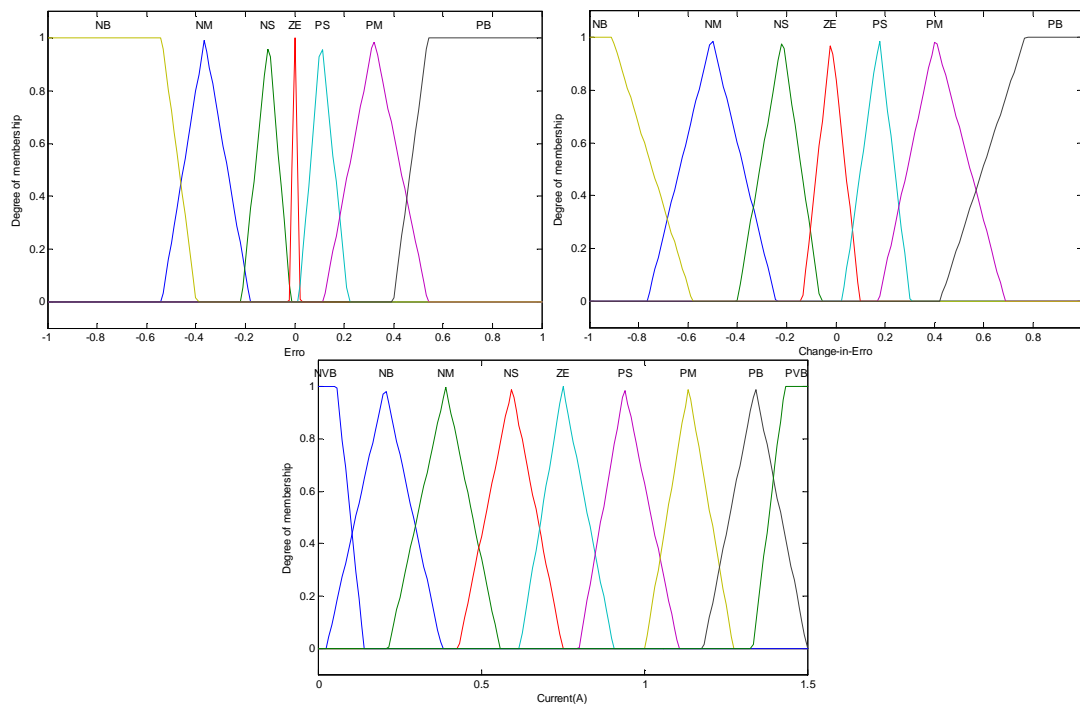 NB NM NS ZE PS PM PB
1
0.8
0.6
0.4
0.2
0
Degree of membership
-1 -0.8 -0.6 -0.4 -0.2 0 0.2 0.4 0.6 0.8 1
Erro
NB NM NS ZE PS PM PB
1
0.8
0.6
0.4
0.2
0
Degree of membership
-0.8 -0.6 -0.4 -0.2 0 0.2 0.4 0.6 0.8
Change-in-Erro
NVB NB NM NS ZE PS PM PB PVB
1
0.8
0.6
0.4
0.2
0
Degree of membership
0 0.5 1 1.5
Current(A)